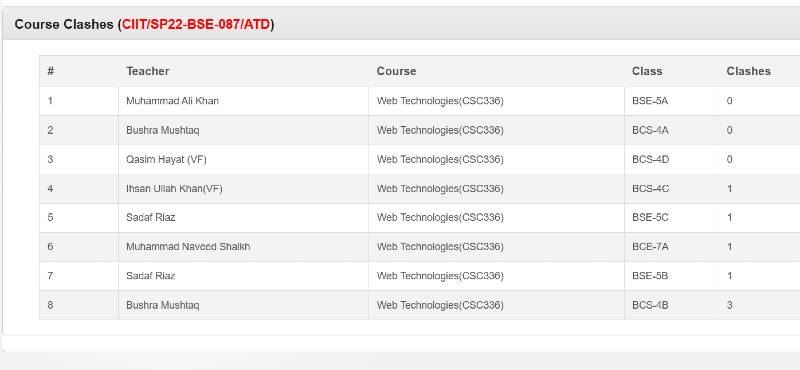 Course Clashes (CIIT/SP22-BSE-087/ATD)
# Teacher Course Class Clashes
1 Muhammad Ali Khan Web Technologies(CSC336) BSE-5A 0
2 Bushra Mushtaq Web Technologies(CSC336) BCS-4A 0
3 Qasim Hayat (VF) Web Technologies(CSC336) BCS-4D 0
4 Ihsan Ullah Khan(VF) Web Technologies(CSC336) BCS-4C 1
5 Sadaf Riaz Web Technologies(CSC336) BSE-5C 1
6 Muhammad Naveed Shaikh Web Technologies(CSC336) BCE-7A 1
7 Sadaf Riaz Web Technologies(CSC336) BSE-5B 1
8 Bushra Mushtaq Web Technologies(CSC336) BCS-4B 3